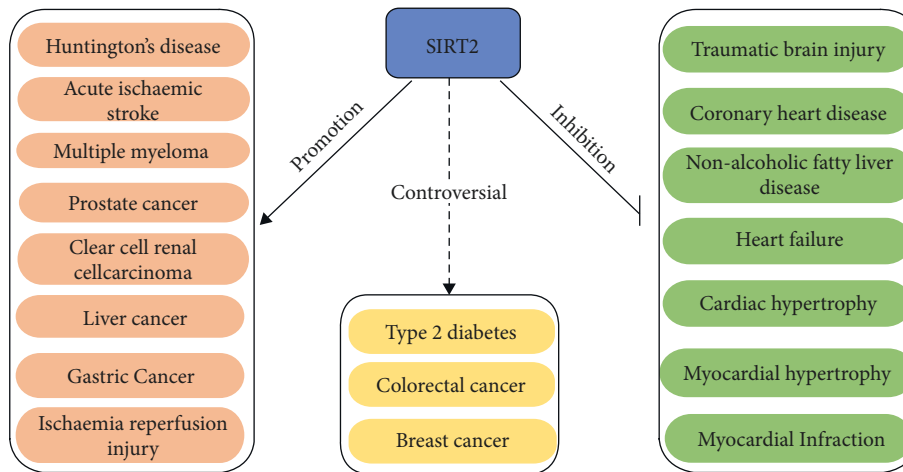 SIRT2
Promotion
Controversial
Inhibition
Huntington's disease
Acute ischaemic
stroke
Multiple myeloma
Prostate cancer
Clear cell renal
cellcarcinoma
Liver cancer
Gastric Cancer
Ischaemia reperfusion
injury
Type 2 diabetes
Colorectal cancer
Breast cancer
Traumatic brain injury
Coronary heart disease
Non-alcoholic fatty liver
disease
Heart failure
Cardiac hypertrophy
Myocardial hypertrophy
Myocardial Infraction